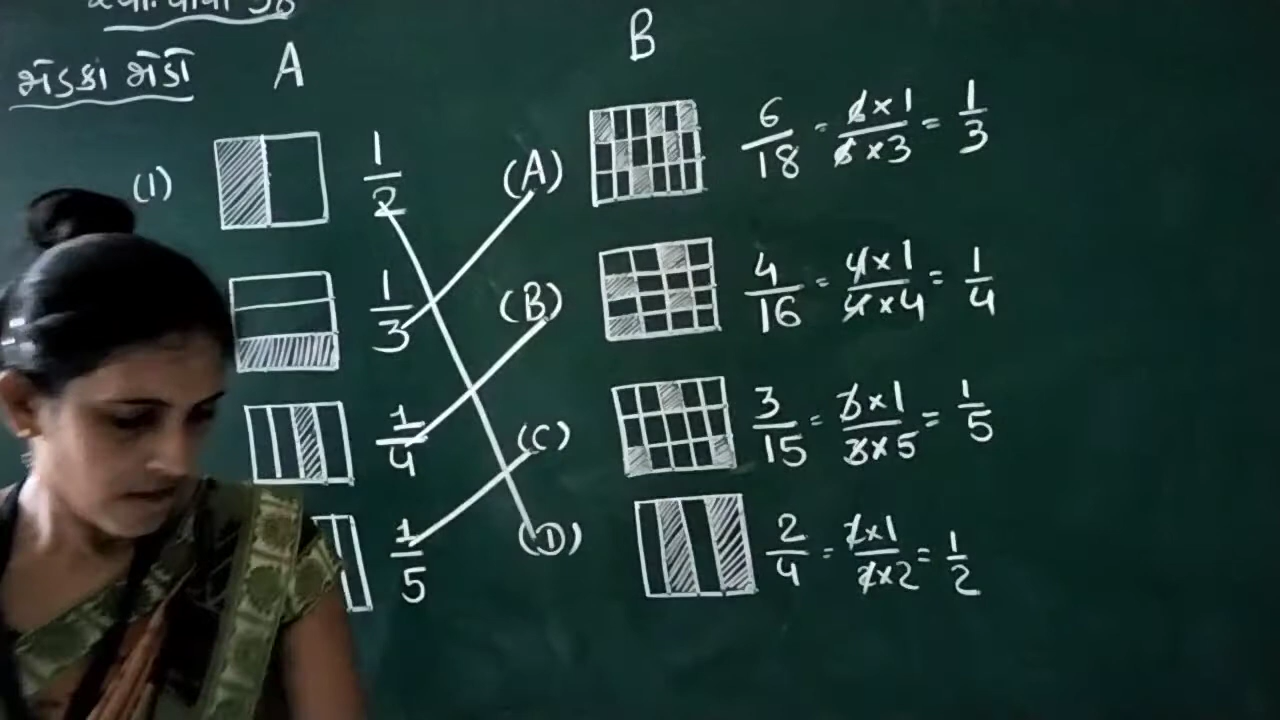 જોડકા જોડો
A
B
(1)
1/2
(A)
6/18 = 6×1/6×3 = 1/3
1/3
(B)
4/16 = 4×1/4×4 = 1/4
1/4
(C)
3/15 = 3×1/3×5 = 1/5
1/5
(D)
2/4 = 2×1/2×2 = 1/2